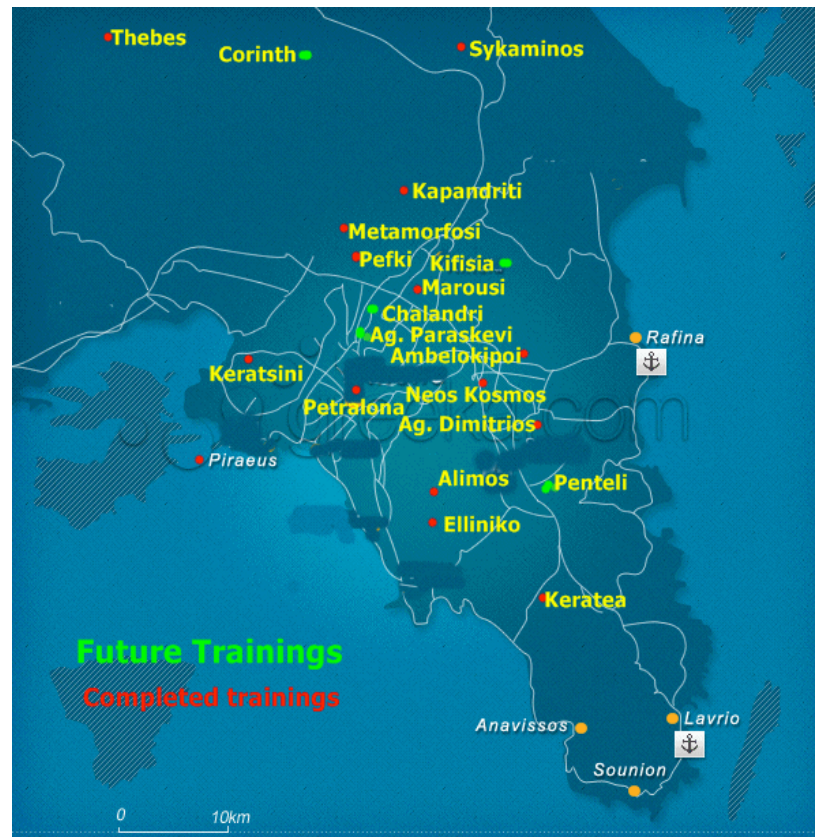 Thebes
Corinth
Sykaminos
Kapandriti
Metamorfosi
Pefki
Kifisia
Marousi
Chalandri
Ag. Paraskevi
Rafina
Ambelokipoi
Keratsini
Neos Kosmos
Petralona
Ag. Dimitrios
Piraeus
Alimos
Penteli
Elliniko
Keratea
Future Trainings
Completed trainings
Anavissos
Lavrio
Sounion
0 10km